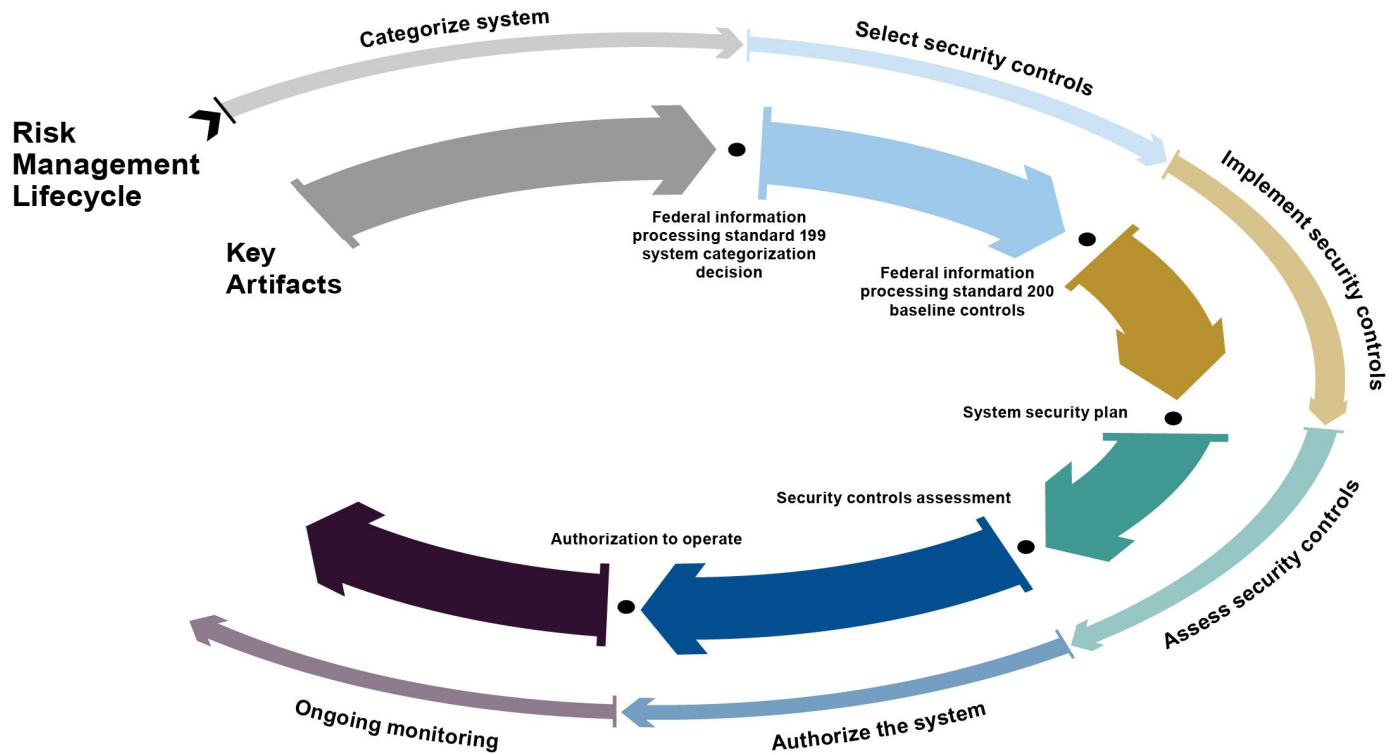 Categorize system
Select security controls
Risk
Management
Lifecycle
Implement security controls
Key
Artifacts
Federal information
processing standard 199
system categorization
decision
Federal information
processing standard 200
baseline controls
System security plan
Security controls assessment
Authorization to operate
Assess security controls
Authorize the system
Ongoing monitoring